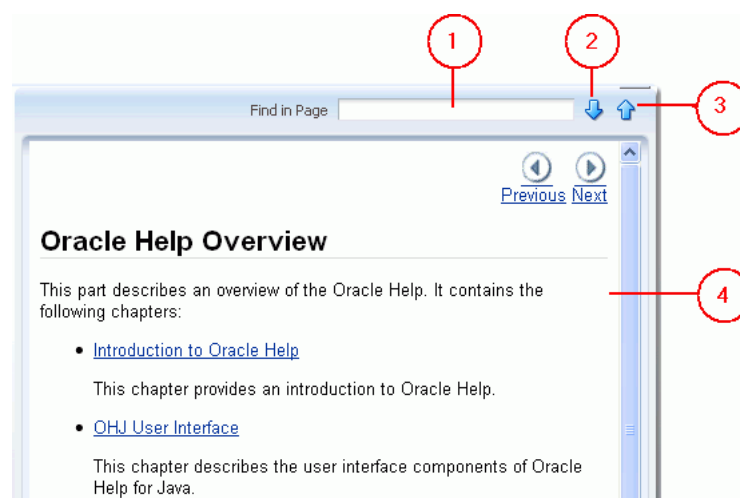 1
2
3
Find in Page
Previous Next
Oracle Help Overview
This part describes an overview of the Oracle Help. It contains the
following chapters:
4
• Introduction to Oracle Help
This chapter provides an introduction to Oracle Help.
• OHJ User Interface
This chapter describes the user interface components of Oracle
Help for Java.